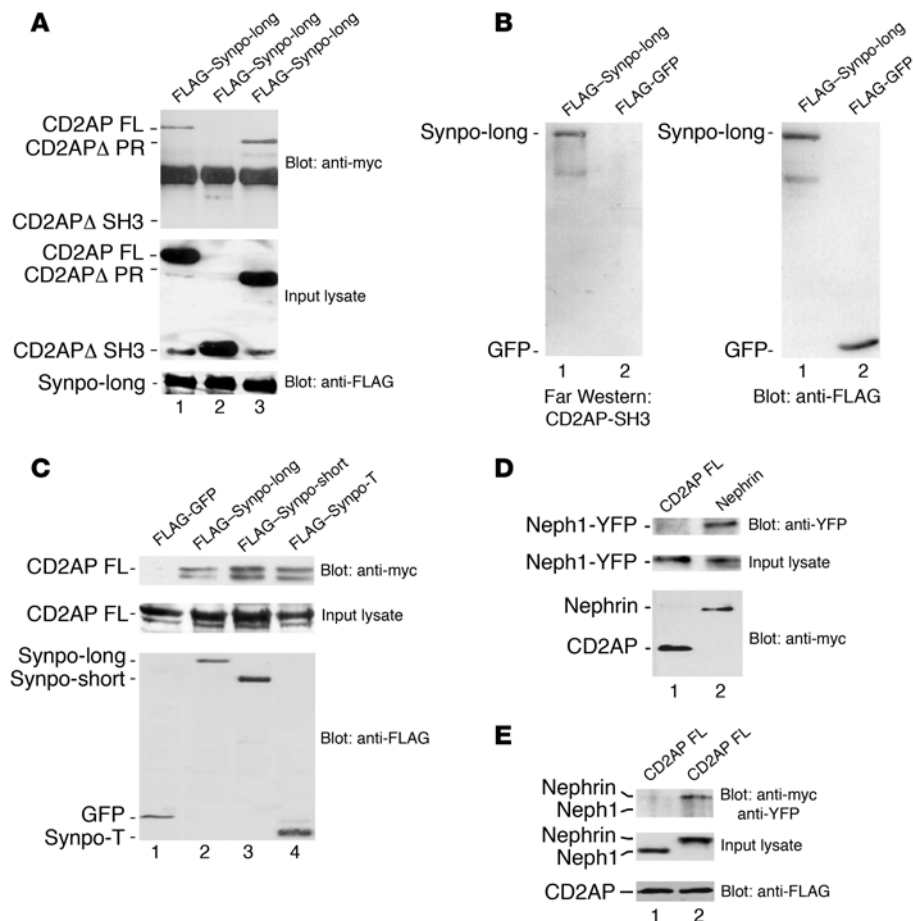 A
FLAG–Synpo-long
FLAG–Synpo-long
FLAG–Synpo-long
CD2AP FL
CD2APΔ PR
Blot: anti-myc
CD2APΔ SH3
CD2AP FL
CD2APΔ PR
Input lysate
CD2APΔ SH3
Synpo-long
Blot: anti-FLAG
1 2 3
B
FLAG–Synpo-long
FLAG-GFP
Synpo-long
GFP
1 2
Far Western:
CD2AP-SH3
FLAG–Synpo-long
FLAG-GFP
Synpo-long
GFP
1 2
Blot: anti-FLAG
C
FLAG-GFP
FLAG–Synpo-long
FLAG–Synpo-short
FLAG–Synpo-T
CD2AP FL
Blot: anti-myc
CD2AP FL
Input lysate
Synpo-long
Synpo-short
Blot: anti-FLAG
GFP
Synpo-T
1 2 3 4
D
CD2AP FL
Nephrin
Neph1-YFP
Blot: anti-YFP
Neph1-YFP
Input lysate
Nephrin
CD2AP
Blot: anti-myc
1 2
E
CD2AP FL
CD2AP FL
Nephrin
Neph1
Blot: anti-myc
anti-YFP
Nephrin
Neph1
Input lysate
CD2AP
Blot: anti-FLAG
1 2